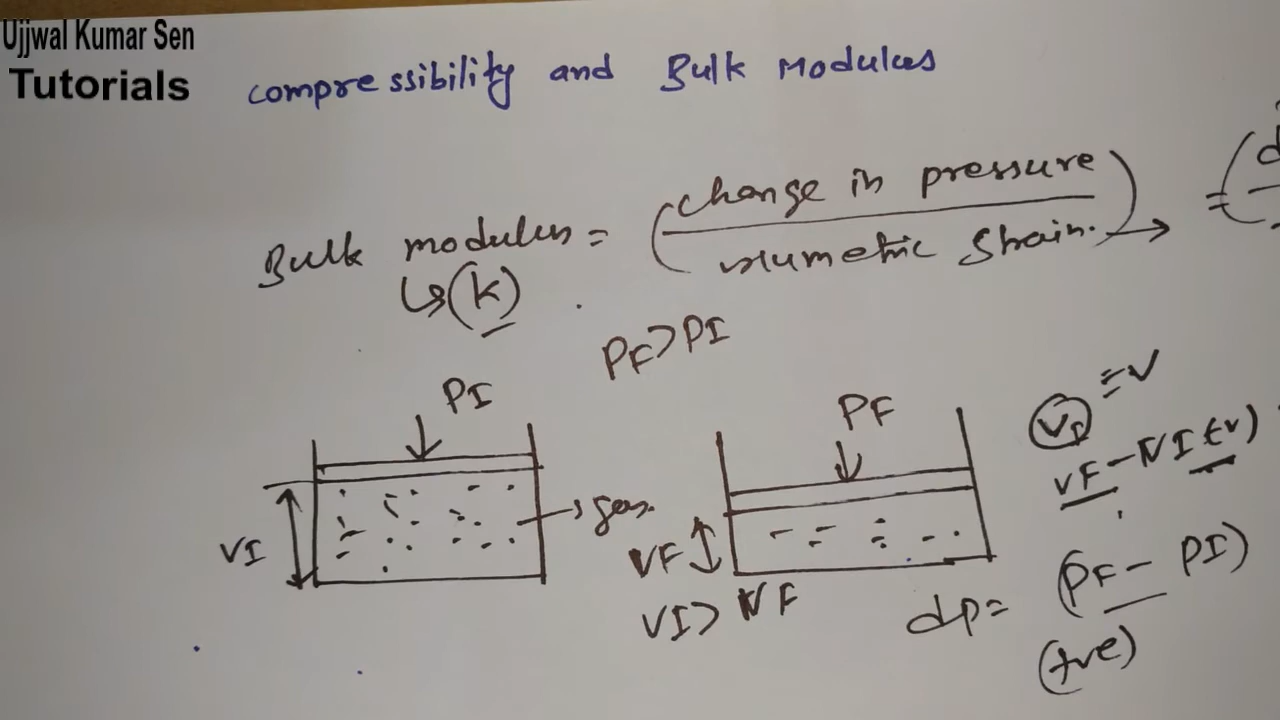 Ujjwal Kumar Sen
Tutorials
compressibility and Bulk Modulus
Bulk modulus = (change in pressure / volumetric strain.) → = (d
↳ (k)
PF > PI
PI
PF
VI = V
VF - VI (-v)
VI
gas.
VF
VI > VF
dp = (PF - PI)
(+ve)